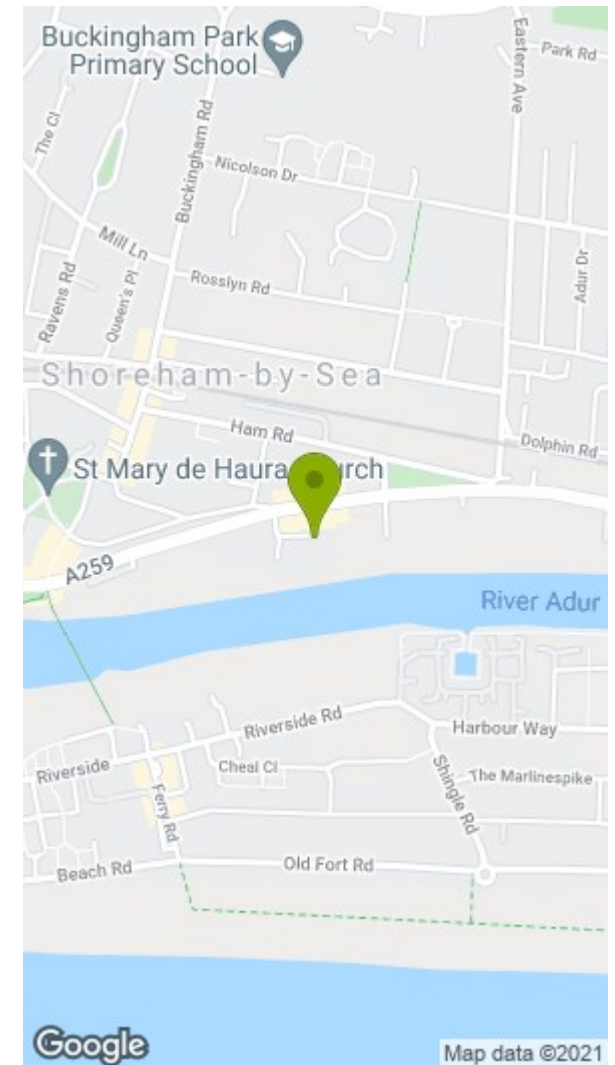 Buckingham Park
Primary School
Eastern Ave
Park Rd
The Cl
Buckingham Rd
Nicolson Dr
Mill Ln
Ravens Rd
Queen's Pl
Rosslyn Rd
Adur Dr
Shoreham-by-Sea
Ham Rd
Dolphin Rd
St Mary de Haura
urch
A259
River Adur
Riverside Rd
Harbour Way
Riverside
Cheal Cl
Shingle Rd
The Marlinespike
Ferry Rd
Beach Rd
Old Fort Rd
Google
Map data ©2021